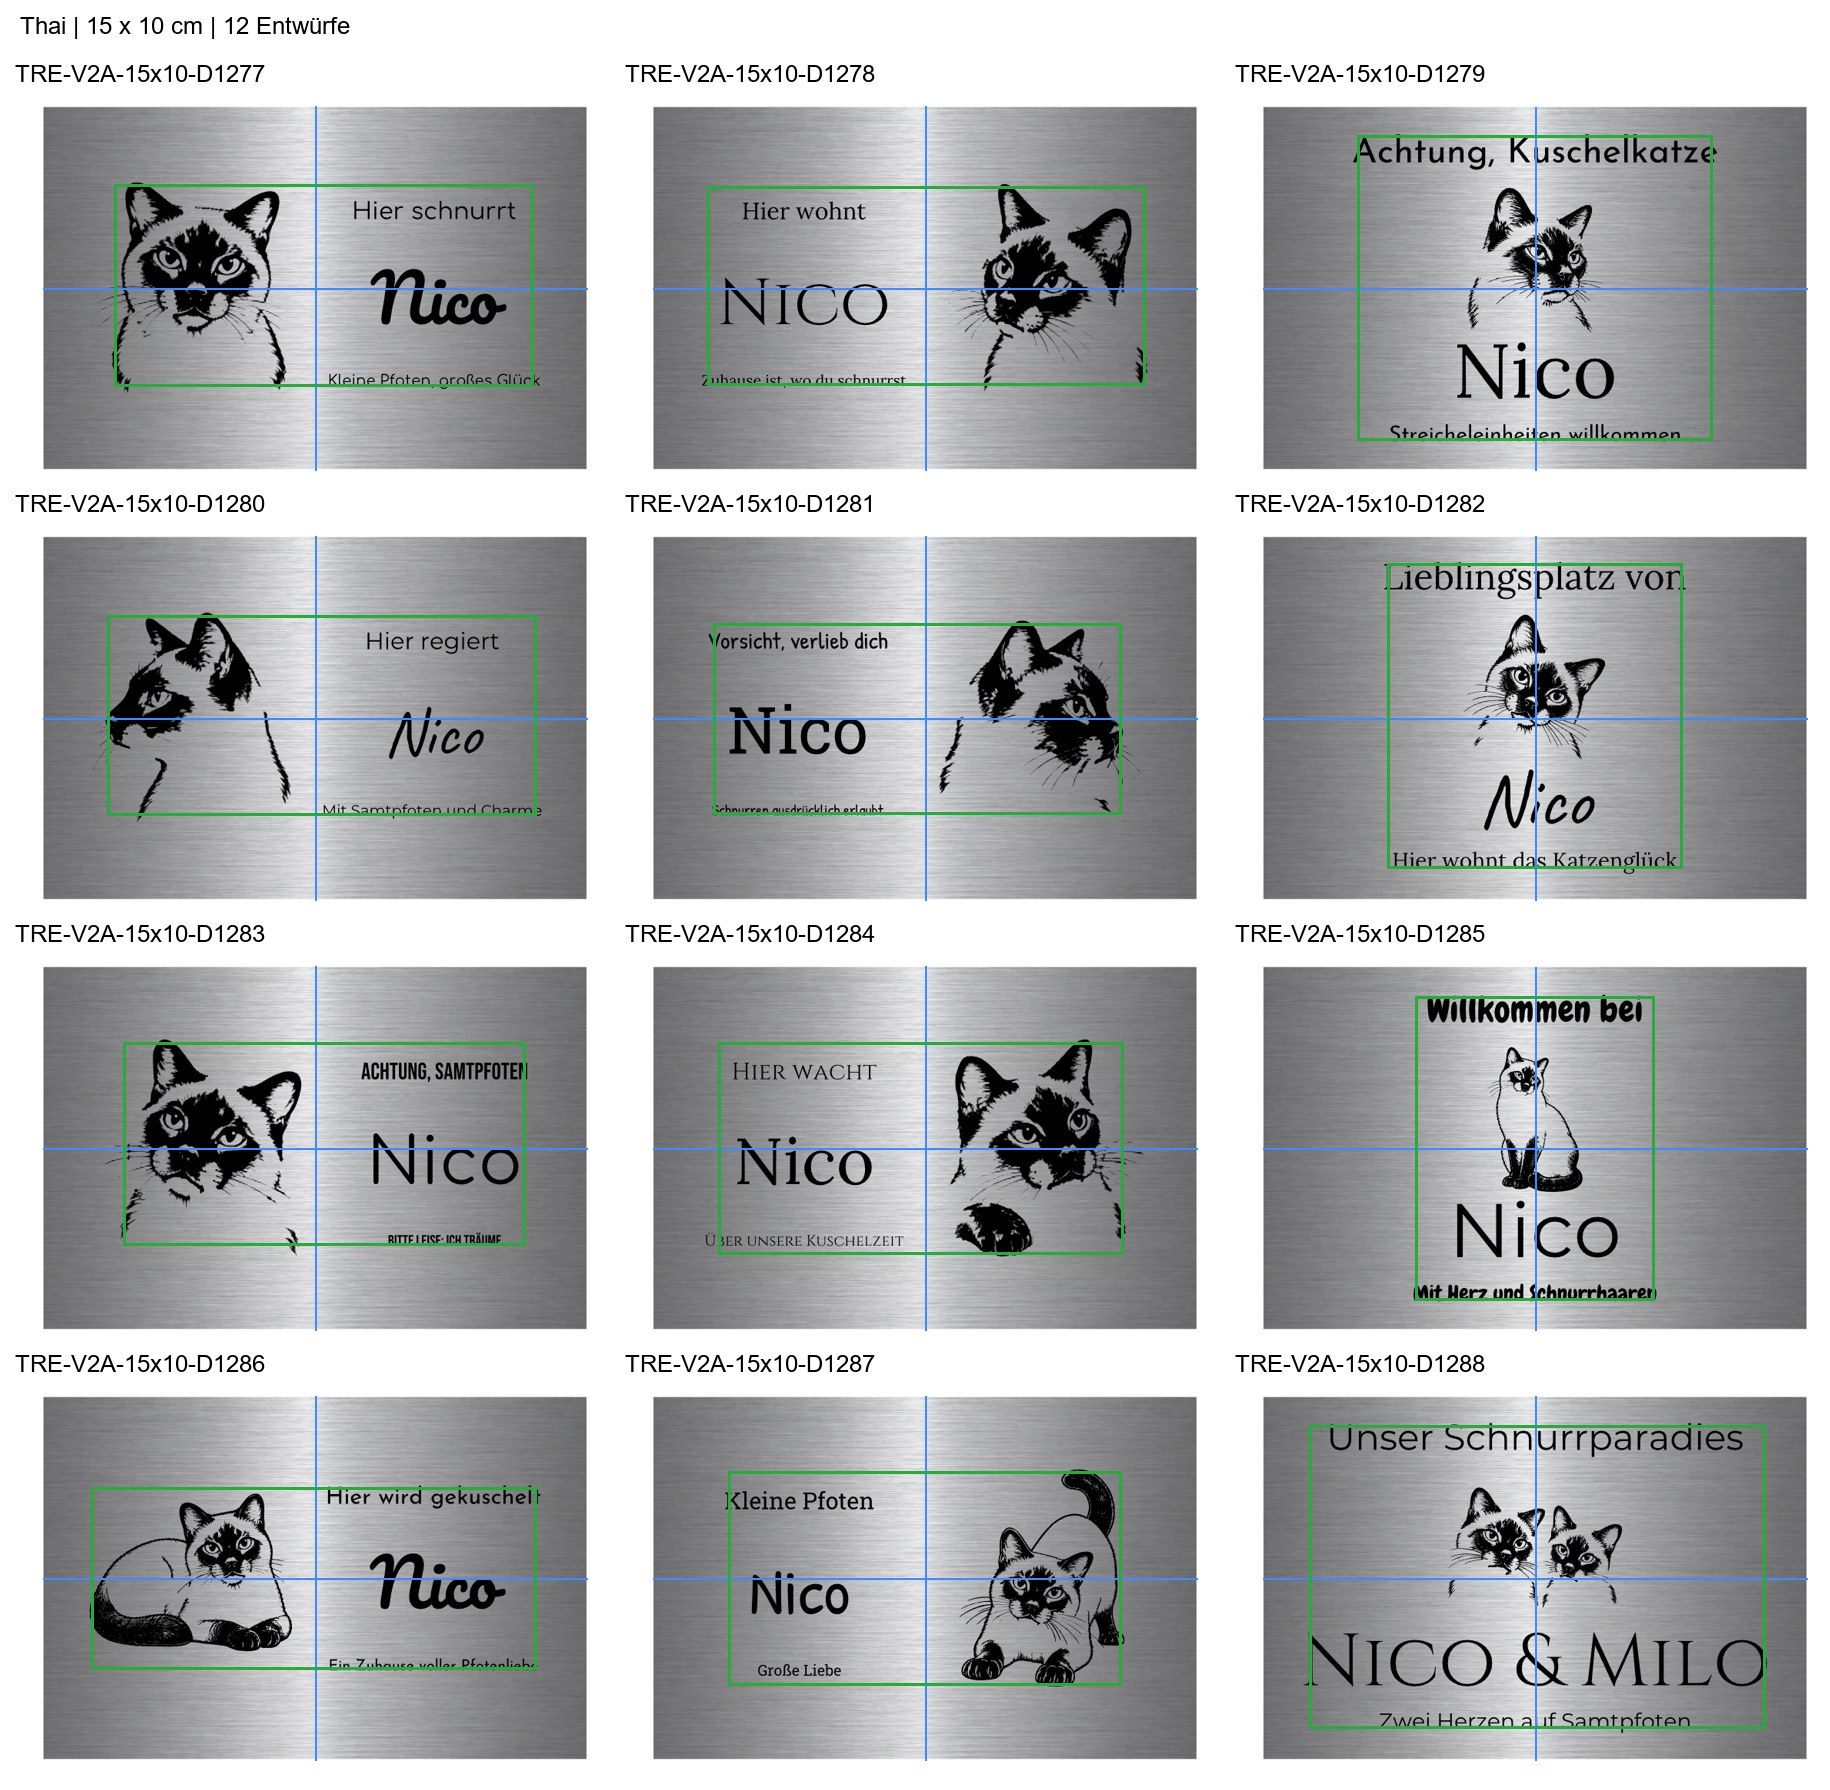 Thai | 15 x 10 cm | 12 Entwürfe
TRE-V2A-15x10-D1277
TRE-V2A-15x10-D1278
TRE-V2A-15x10-D1279
Hier schnurrt
Nico
Kleine Pfoten, großes Glück
Hier wohnt
Nico
Zuhause ist, wo du schnurrst
Achtung, Kuschelkatze
Nico
Streicheleinheiten willkommen
TRE-V2A-15x10-D1280
TRE-V2A-15x10-D1281
TRE-V2A-15x10-D1282
Hier regiert
Nico
Mit Samtpfoten und Charme
Vorsicht, verlieb dich
Nico
Schnurren ausdrücklich erlaubt
Lieblingsplatz von
Nico
Hier wohnt das Katzenglück
TRE-V2A-15x10-D1283
TRE-V2A-15x10-D1284
TRE-V2A-15x10-D1285
ACHTUNG, SAMTPFOTEN
Nico
BITTE LEISE: ICH TRÄUME
Hier wacht
Nico
Über unsere Kuschelzeit
Willkommen bei
Nico
Mit Herz und Schnurrhaaren
TRE-V2A-15x10-D1286
TRE-V2A-15x10-D1287
TRE-V2A-15x10-D1288
Hier wird gekuschelt
Nico
Ein Zuhause voller Pfotenliebe
Kleine Pfoten
Nico
Große Liebe
Unser Schnurrparadies
Nico & Milo
Zwei Herzen auf Samtpfoten